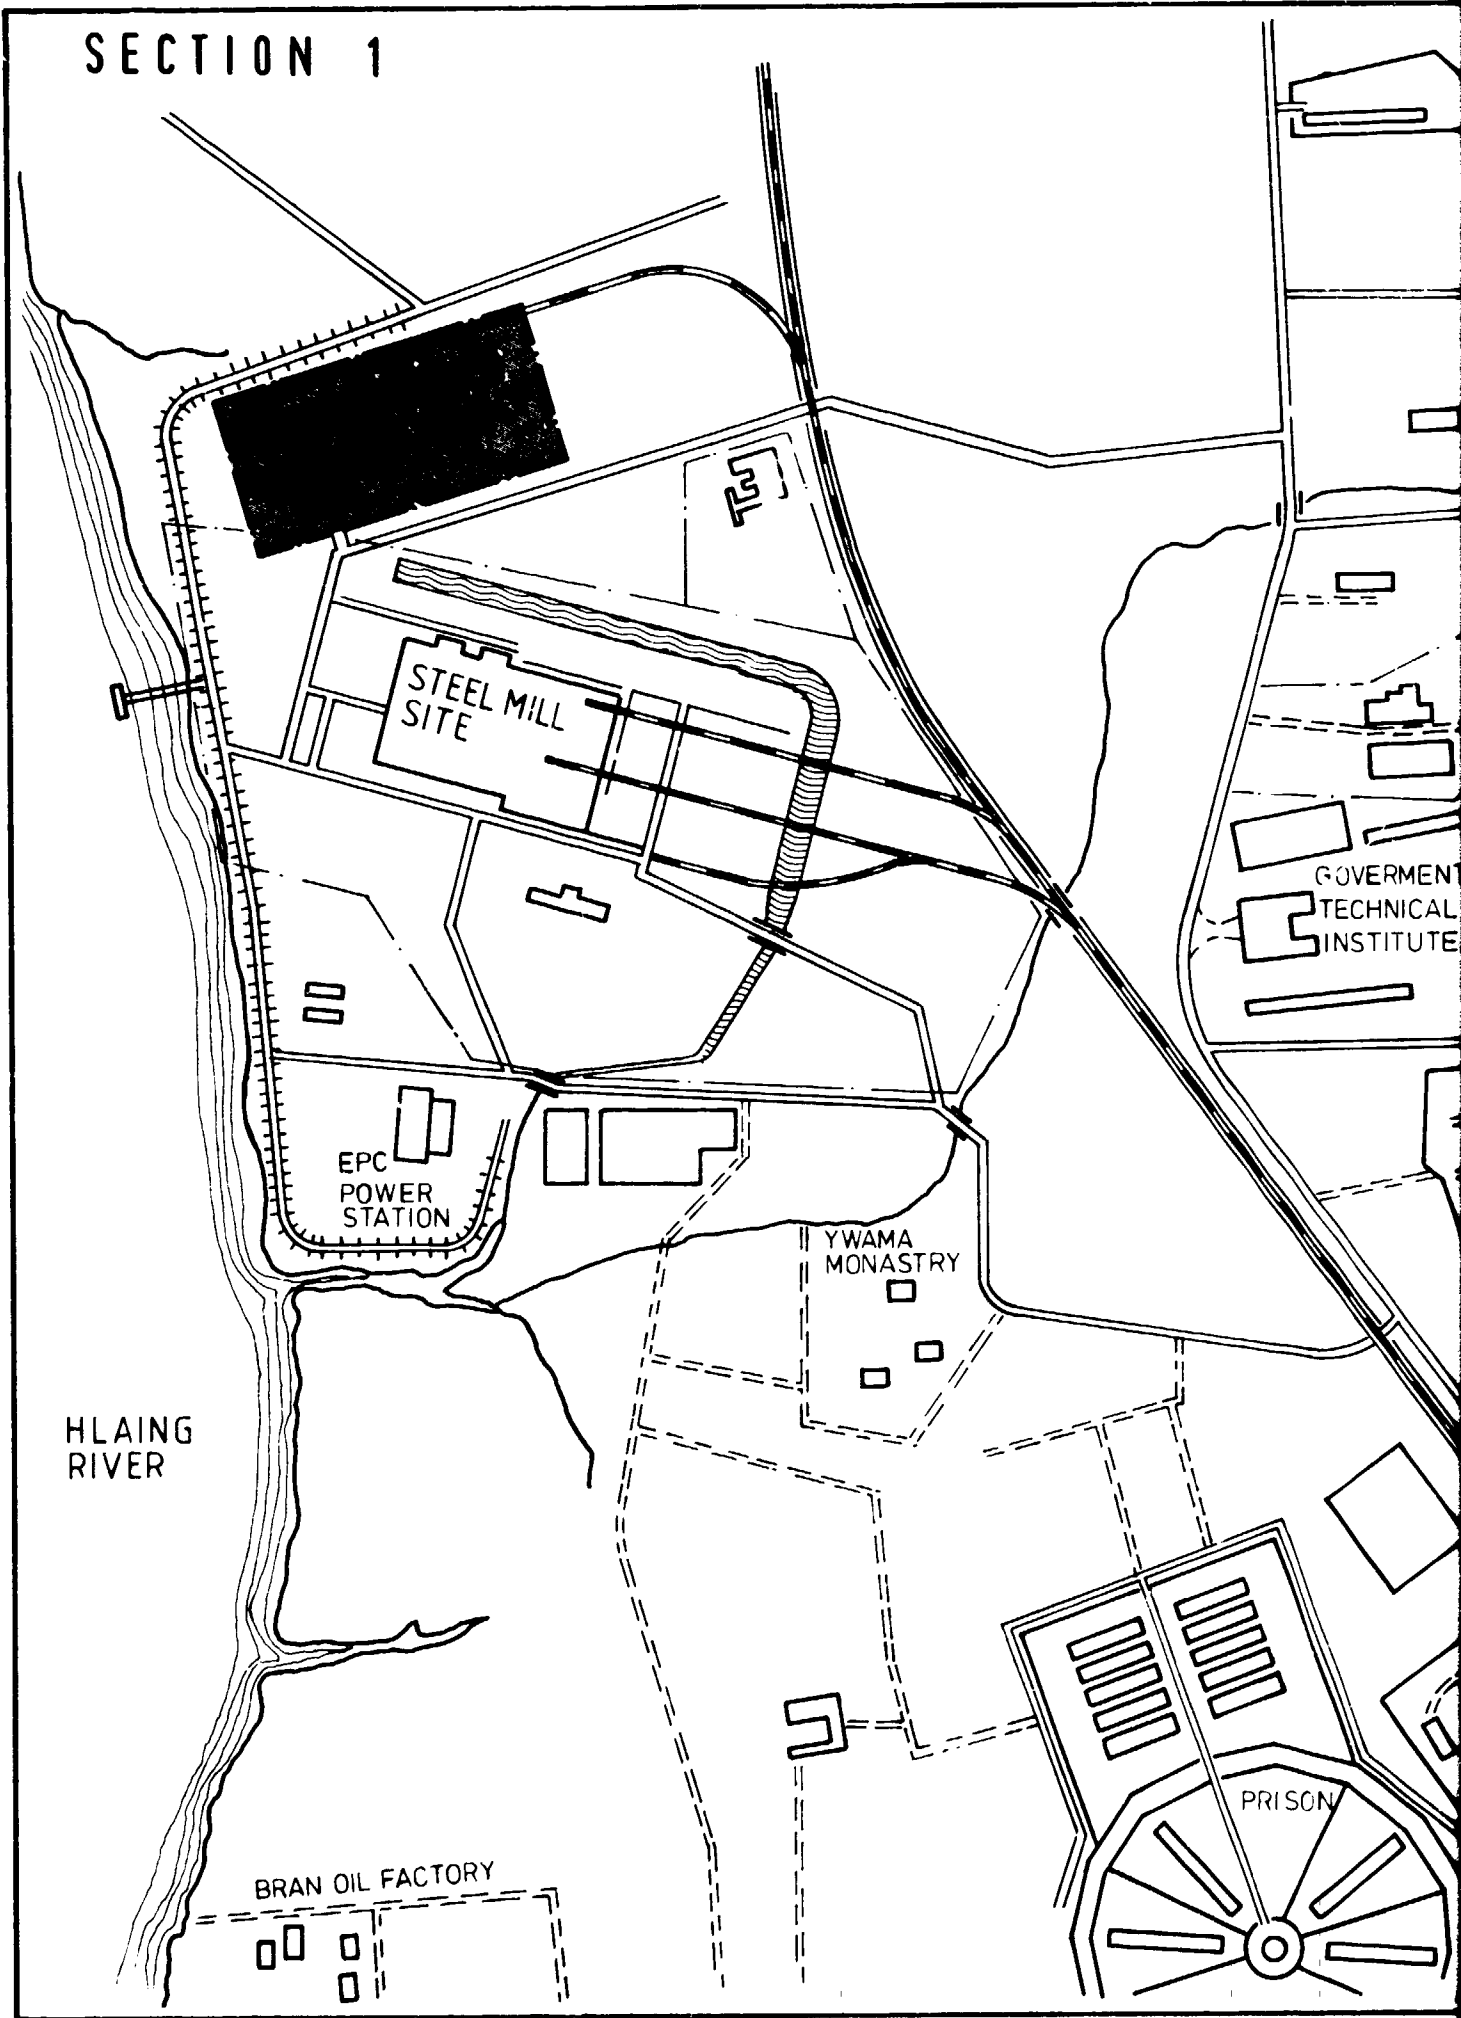 SECTION 1
STEEL MILL
SITE
GOVERMENT
TECHNICAL
INSTITUTE
EPC
POWER
STATION
YWAMA
MONASTRY
HLAING
RIVER
PRISON
BRAN OIL FACTORY